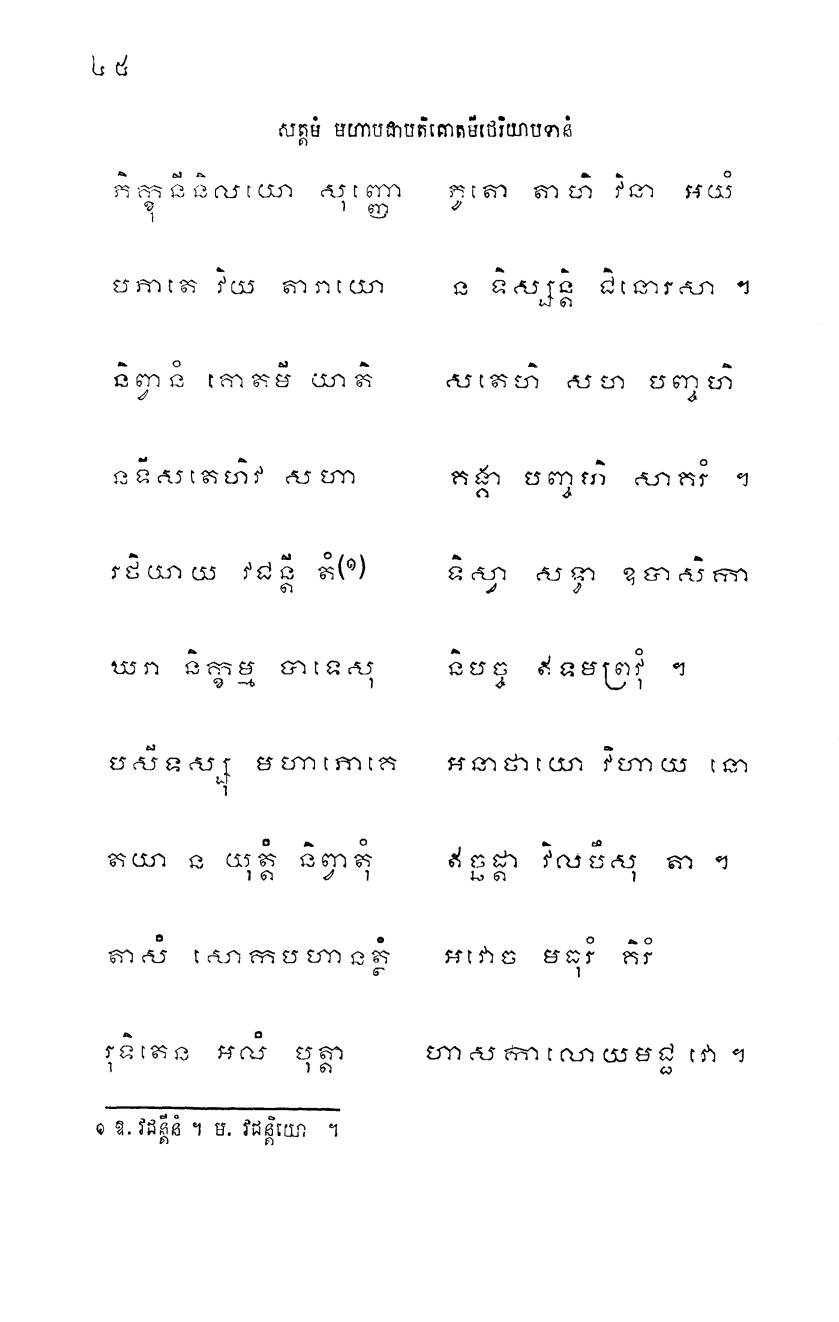 ៤៥
សត្តមំ មហាបជាបតិគោតមីថេរិយាបទានំ
ភិក្ខុនីនិលយោ សុញ្ញោ ភូតោ តាហិ វិនា អយំ
បភាតេ វិយ តារាយោ ន ទិស្សន្តិ ជិនោរសា ។
និព្វានំ គោតមី យាតិ សតេហិ សហ បញ្ចហិ
នទីសតេហិវ សហា គង្គា បញ្ចហិ សាគរំ ។
រថិយាយ វជន្តី តំ(១) ទិស្វា សទ្ធា ឧបាសិកា
ឃរា និក្ខម្ម បាទេសុ និបច្ច ឥទមព្រវុំ ។
បសីទស្សុ មហាភោគេ អនាថាយោ វិហាយ នោ
តយា ន យុត្តំ និព្វាតុំ ឥច្ឆដ្ដា វិលបឹសុ តា ។
តាសំ សោកបហានត្ថំ អវោច មធុរំ គិរំ
រុទិតេន អលំ បុត្តា ហាសកាលោយមជ្ជ វោ ។
១ ឱ. វជន្តីនំ ។ ម. វជន្តិយោ ។